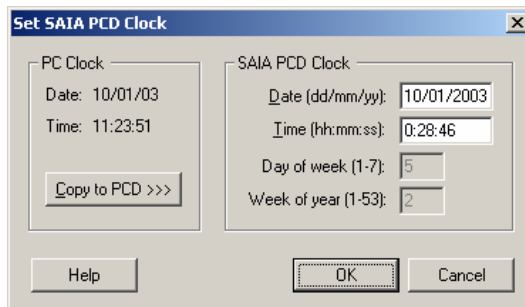 Set SAIA PCD Clock
PC Clock
Date: 10/01/03
Time: 11:23:51
Copy to PCD >>>
SAIA PCD Clock
Date (dd/mm/yy): 10/01/2003
Time (hh:mm:ss): 0:28:46
Day of week (1-7): 5
Week of year (1-53): 2
Help
OK
Cancel